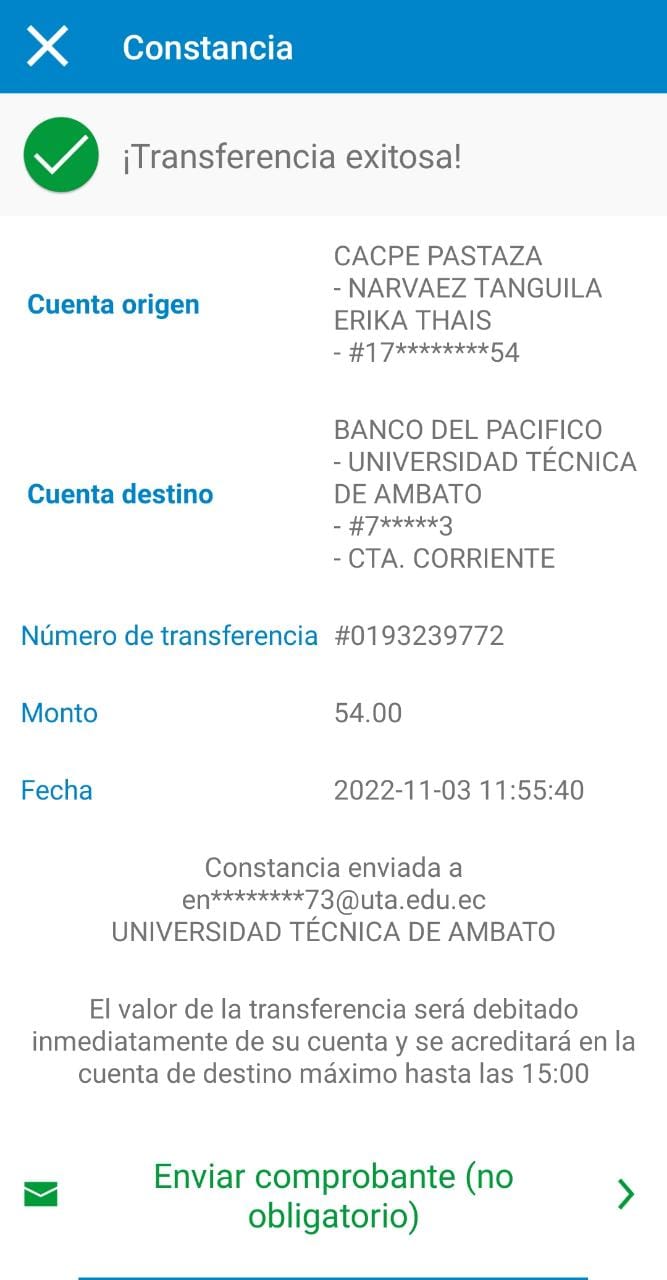 Constancia
¡Transferencia exitosa!
Cuenta origen
CACPE PASTAZA
- NARVAEZ TANGUILA
ERIKA THAIS
- #17********54
Cuenta destino
BANCO DEL PACIFICO
- UNIVERSIDAD TÉCNICA
DE AMBATO
- #7*****3
- CTA. CORRIENTE
Número de transferencia #0193239772
Monto 54.00
Fecha 2022-11-03 11:55:40
Constancia enviada a
en********73@uta.edu.ec
UNIVERSIDAD TÉCNICA DE AMBATO
El valor de la transferencia será debitado
inmediatamente de su cuenta y se acreditará en la
cuenta de destino máximo hasta las 15:00
Enviar comprobante (no
obligatorio)